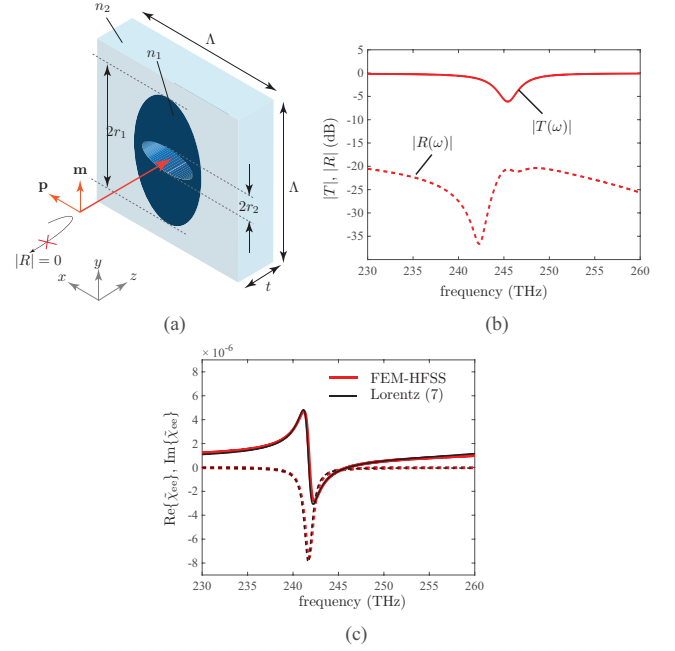 n₂
Λ
n₁
2r₁
Λ
m
p
2r₂
|R| = 0
y
x
z
t
(a)
|T|, |R| (dB)
5
0
-5
-10
-15
-20
-25
-30
-35
|T(ω)|
|R(ω)|
230 235 240 245 250 255 260
frequency (THz)
(b)
× 10⁻⁶
Re{χ̃ₑₑ}, Im{χ̃ₑₑ}
8
6
4
2
0
-2
-4
-6
-8
FEM-HFSS
Lorentz (7)
230 235 240 245 250 255 260
frequency (THz)
(c)